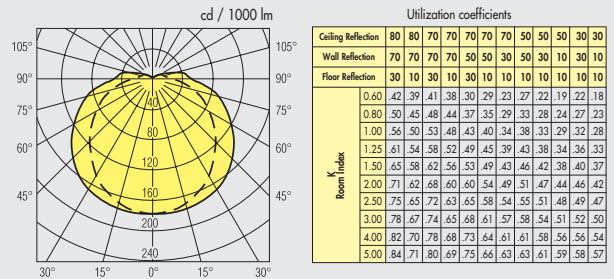 cd / 1000 lm
105° 105°
90° 90°
75° 75°
60° 60°
45° 45°
30° 15° 0° 15° 30°
40
80
120
160
200
240
Utilization coefficients
Ceiling Reflection 80 80 70 70 70 70 70 50 50 50 30 30
Wall Reflection 70 70 70 70 50 50 30 50 30 10 30 10
Floor Reflection 30 10 30 10 30 10 10 10 10 10 10 10
K
Room Index
0.60 .42 .39 .41 .38 .30 .29 .23 .27 .22 .19 .22 .18
0.80 .50 .45 .48 .44 .37 .35 .29 .33 .28 .24 .27 .23
1.00 .56 .50 .53 .48 .43 .40 .34 .38 .33 .29 .32 .28
1.25 .61 .54 .58 .52 .49 .45 .39 .43 .38 .34 .36 .33
1.50 .65 .58 .62 .56 .53 .49 .43 .46 .42 .38 .40 .37
2.00 .71 .62 .68 .60 .60 .54 .49 .51 .47 .44 .46 .42
2.50 .75 .65 .72 .63 .65 .58 .54 .55 .51 .48 .49 .47
3.00 .78 .67 .74 .65 .68 .61 .57 .58 .54 .51 .52 .50
4.00 .82 .70 .78 .68 .73 .64 .61 .61 .58 .56 .56 .54
5.00 .84 .71 .80 .69 .75 .66 .63 .63 .61 .59 .58 .57